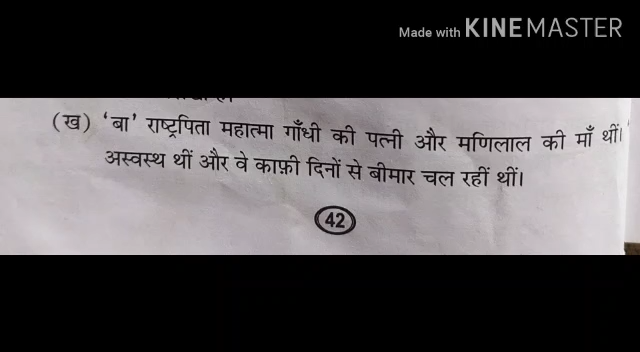 Made with KINEMASTER
(ख) ‘बा’ राष्ट्रपिता महात्मा गाँधी की पत्नी और मणिलाल की माँ थीं।
अस्वस्थ थीं और वे काफ़ी दिनों से बीमार चल रहीं थीं।
42